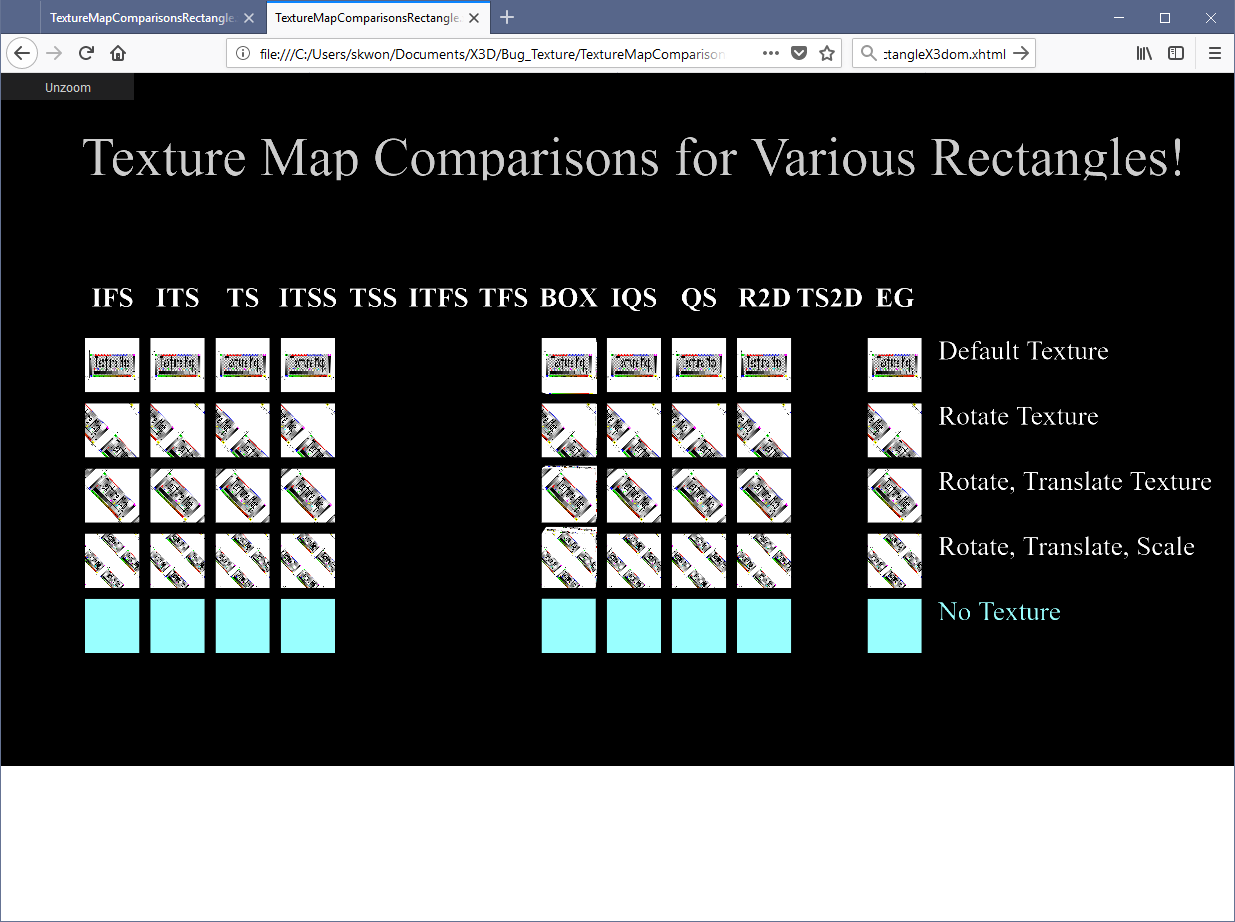 TextureMapComparisonsRectangle. TextureMapComparisonsRectangle.
file:///C:/Users/skwon/Documents/X3D/Bug_Texture/TextureMapComparison :tangleX3dom.xhtml
Unzoom
Texture Map Comparisons for Various Rectangles!
IFS ITS TS ITSS TSS ITFS TFS BOX IQS QS R2D TS2D EG
Default Texture
Rotate Texture
Rotate, Translate Texture
Rotate, Translate, Scale
No Texture